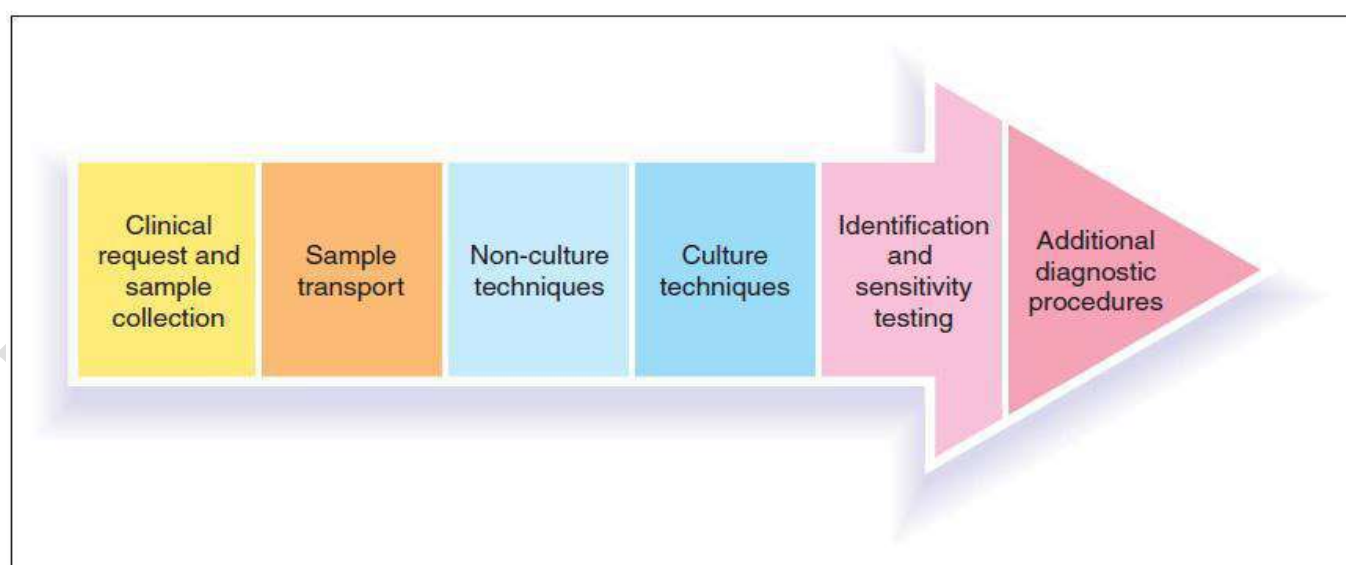 Clinical
request and
sample
collection
Sample
transport
Non-culture
techniques
Culture
techniques
Identification
and
sensitivity
testing
Additional
diagnostic
procedures